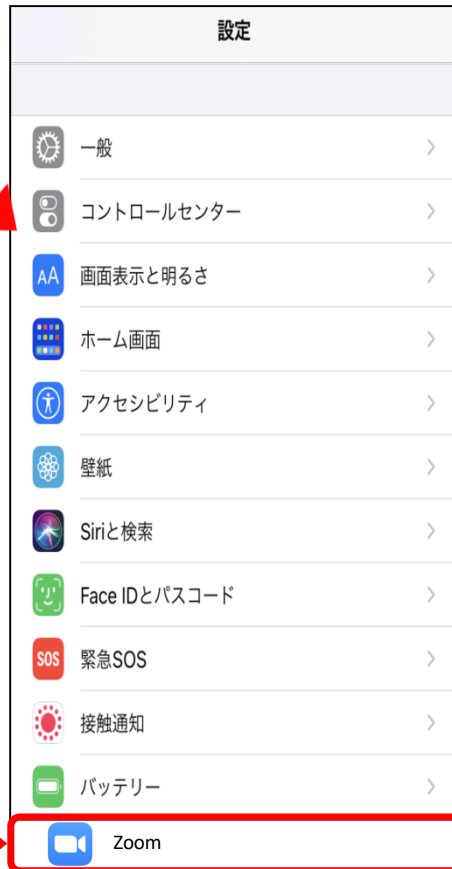 設定
一般
コントロールセンター
AA 画面表示と明るさ
ホーム画面
アクセシビリティ
壁紙
Siriと検索
Face IDとパスコード
SOS 緊急SOS
接触通知
バッテリー
Zoom